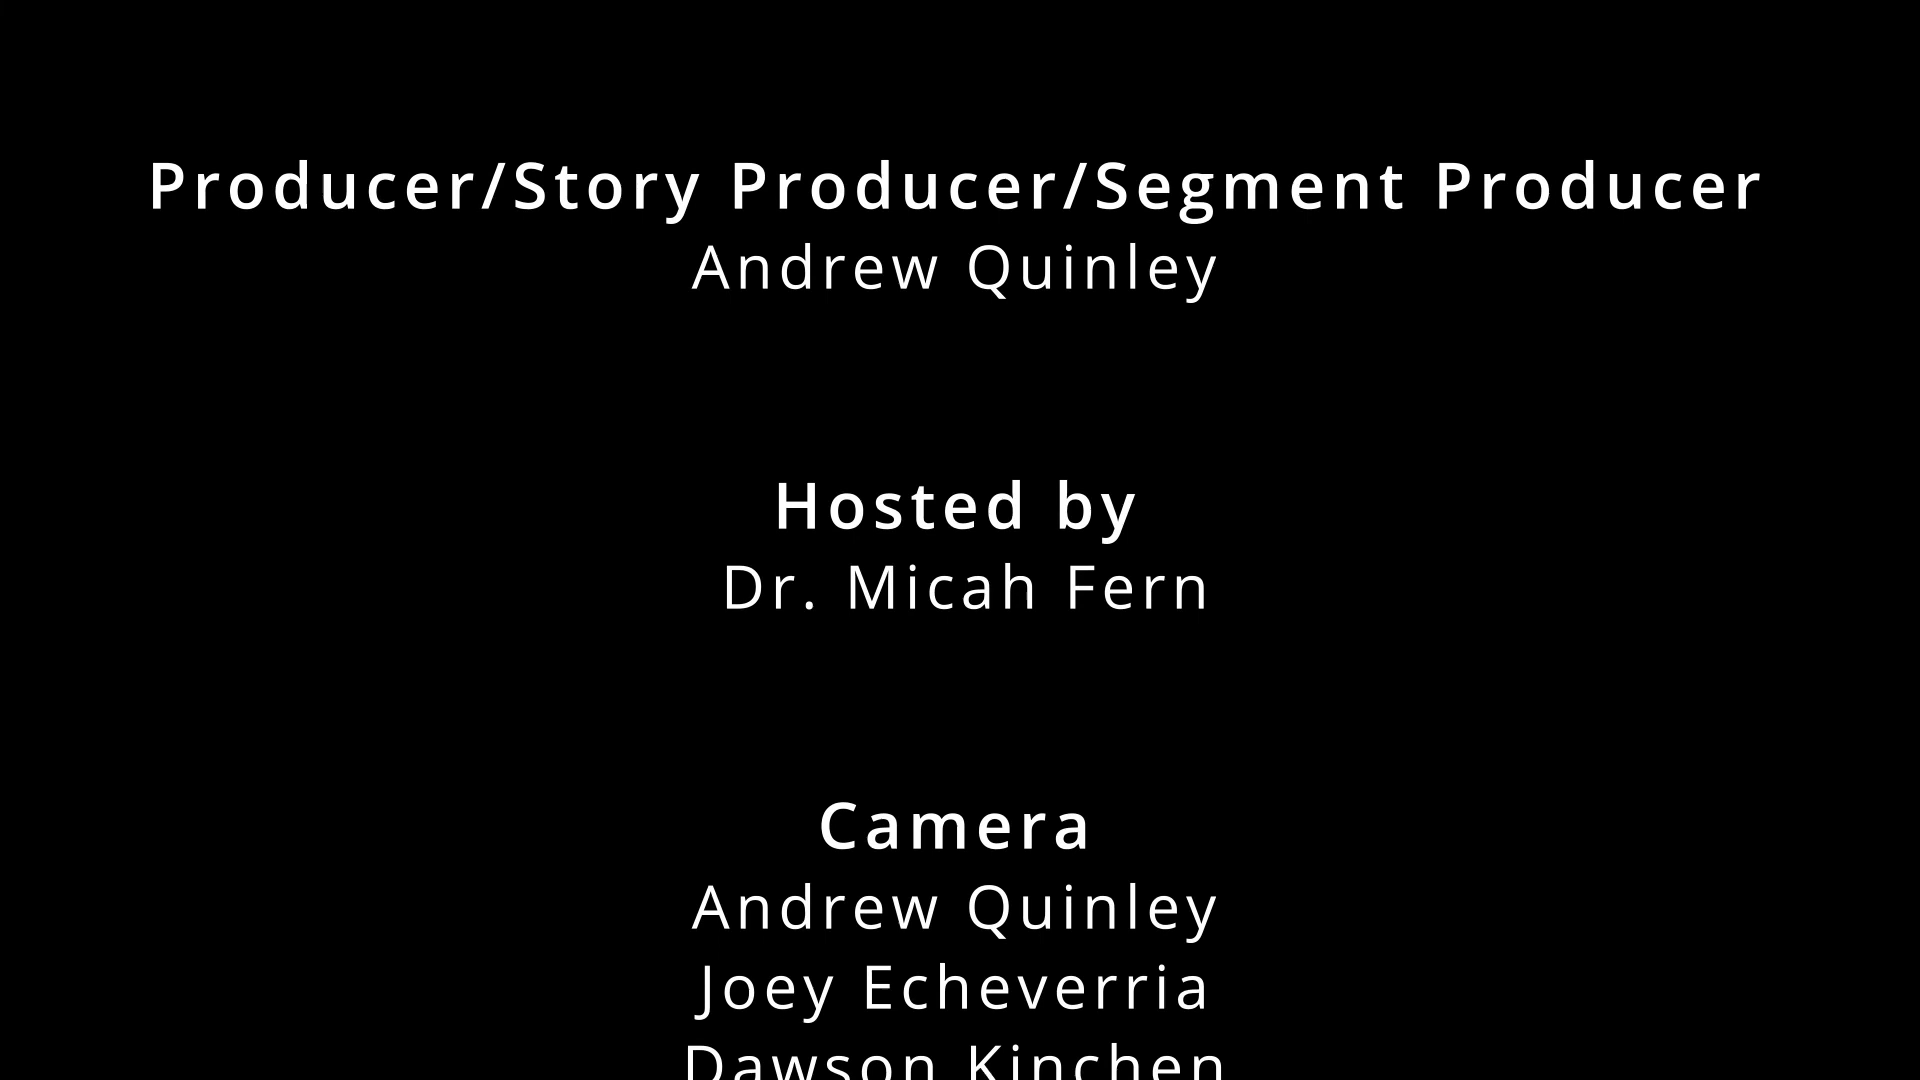 Producer/Story Producer/Segment Producer
Andrew Quinley
Hosted by
Dr. Micah Fern
Camera
Andrew Quinley
Joey Echeverria
Dawson Kinchen